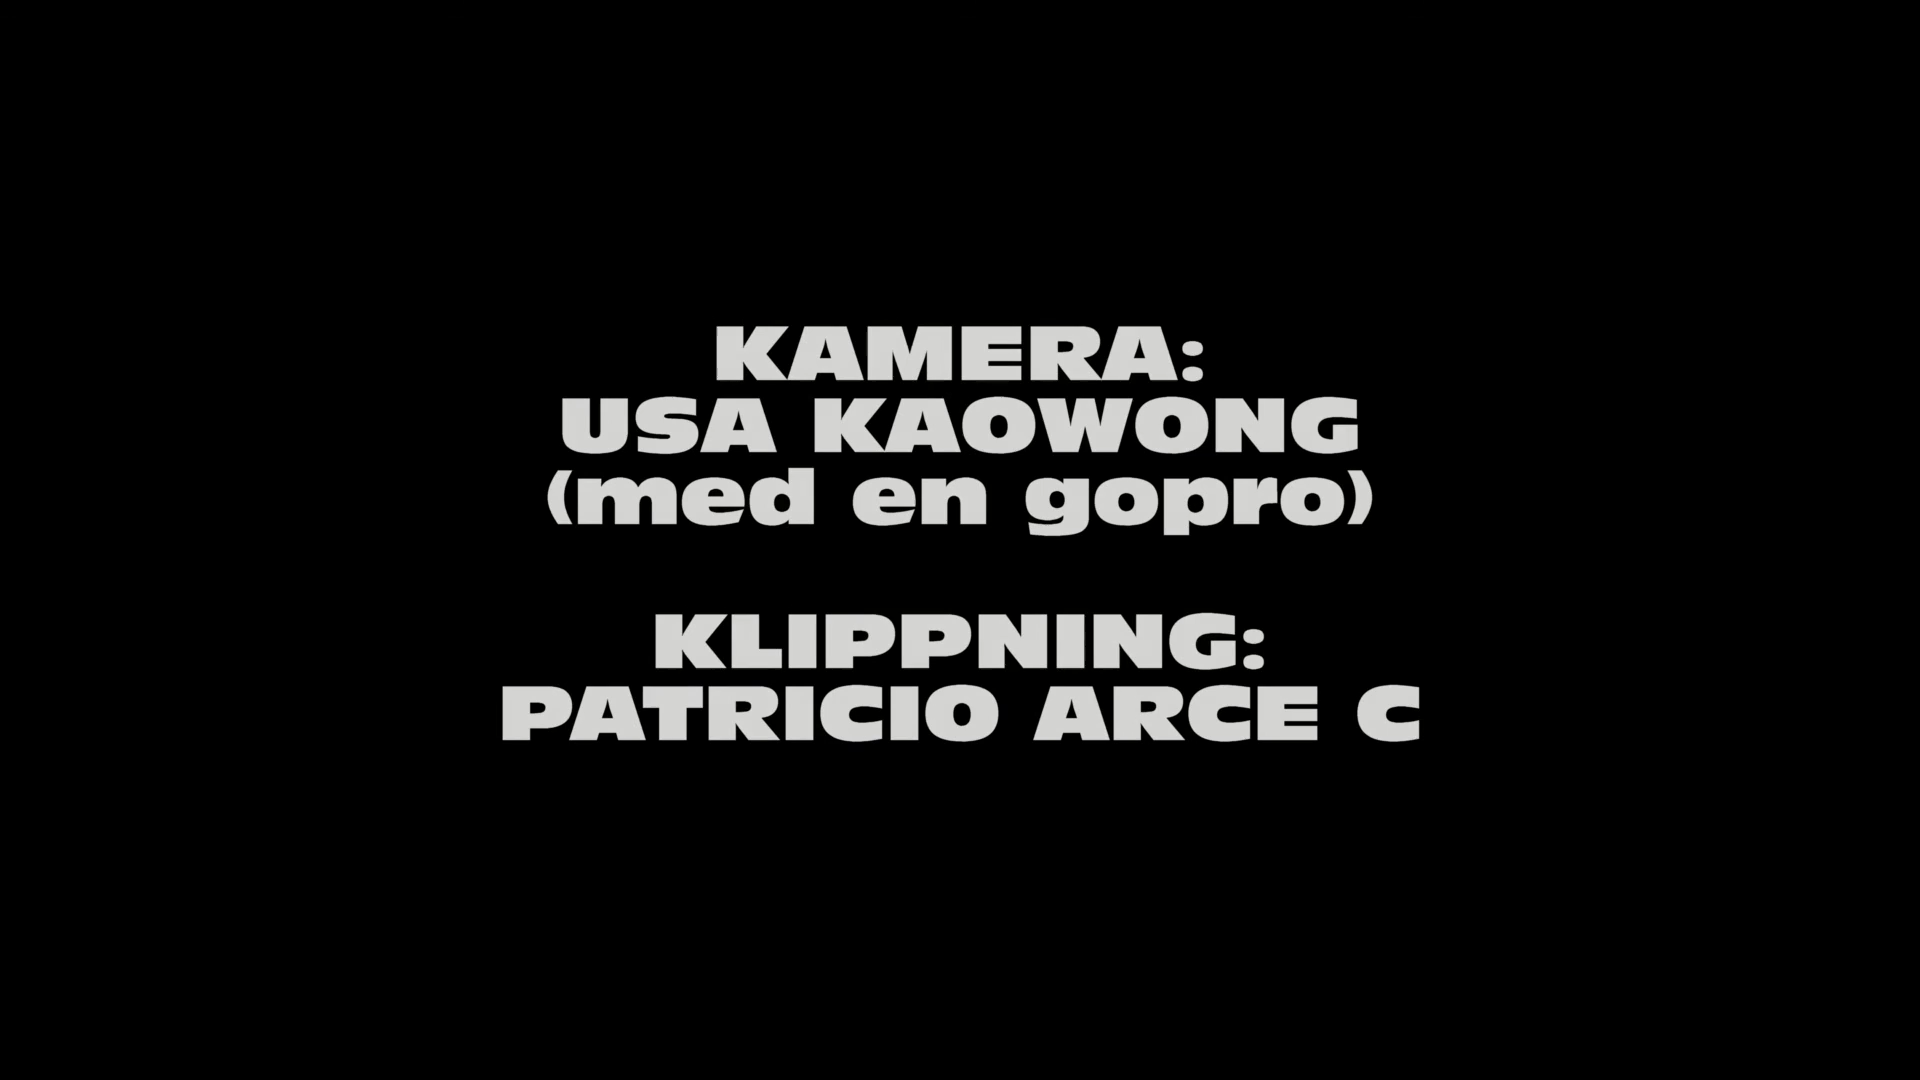 KAMERA:
USA KAOWONG
(med en gopro)
KLIPPNING:
PATRICIO ARCE C